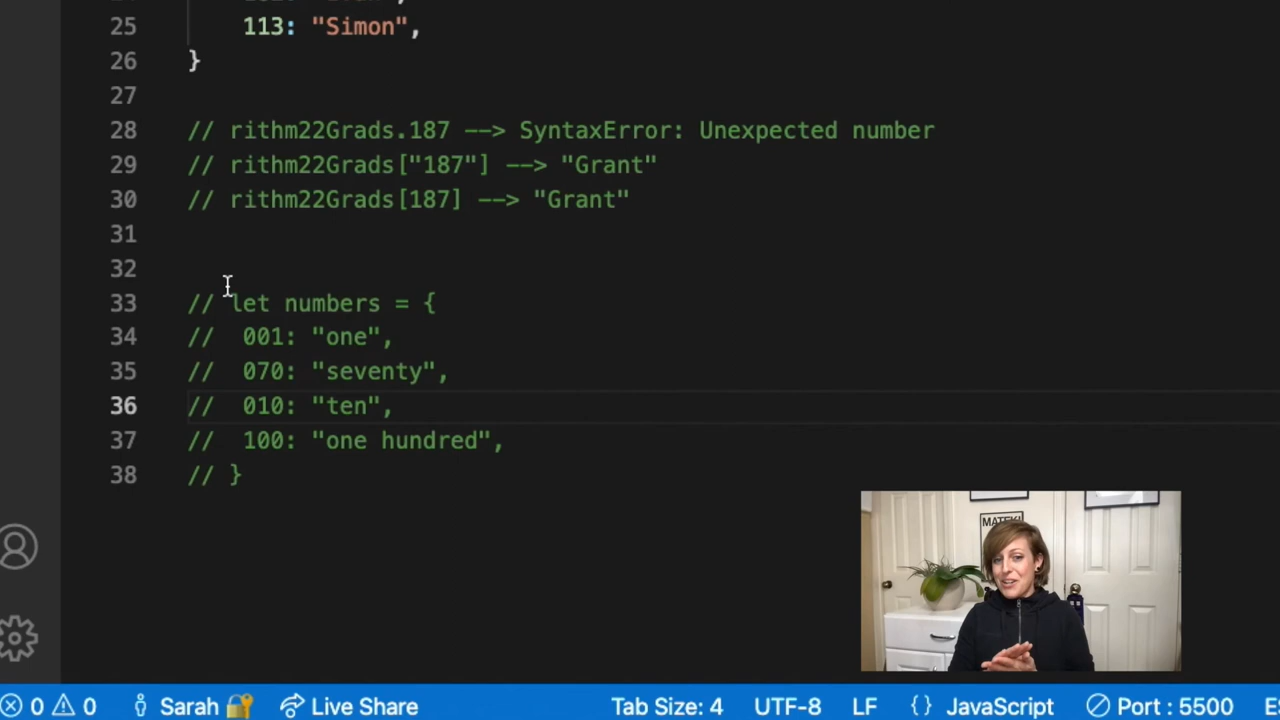 25 113: "Simon",
26 }
27
28 // rithm22Grads.187 --> SyntaxError: Unexpected number
29 // rithm22Grads["187"] --> "Grant"
30 // rithm22Grads[187] --> "Grant"
31
32
33 // let numbers = {
34 // 001: "one",
35 // 070: "seventy",
36 // 010: "ten",
37 // 100: "one hundred",
38 // }
MATEY!
0 0 Sarah Live Share Tab Size: 4 UTF-8 LF {} JavaScript Port : 5500